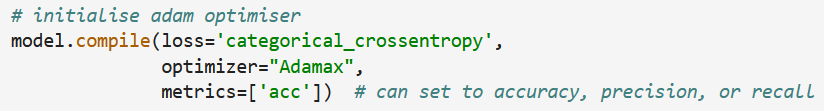 # initialise adam optimiser
model.compile(loss='categorical_crossentropy',
              optimizer="Adamax",
              metrics=['acc'])  # can set to accuracy, precision, or recall